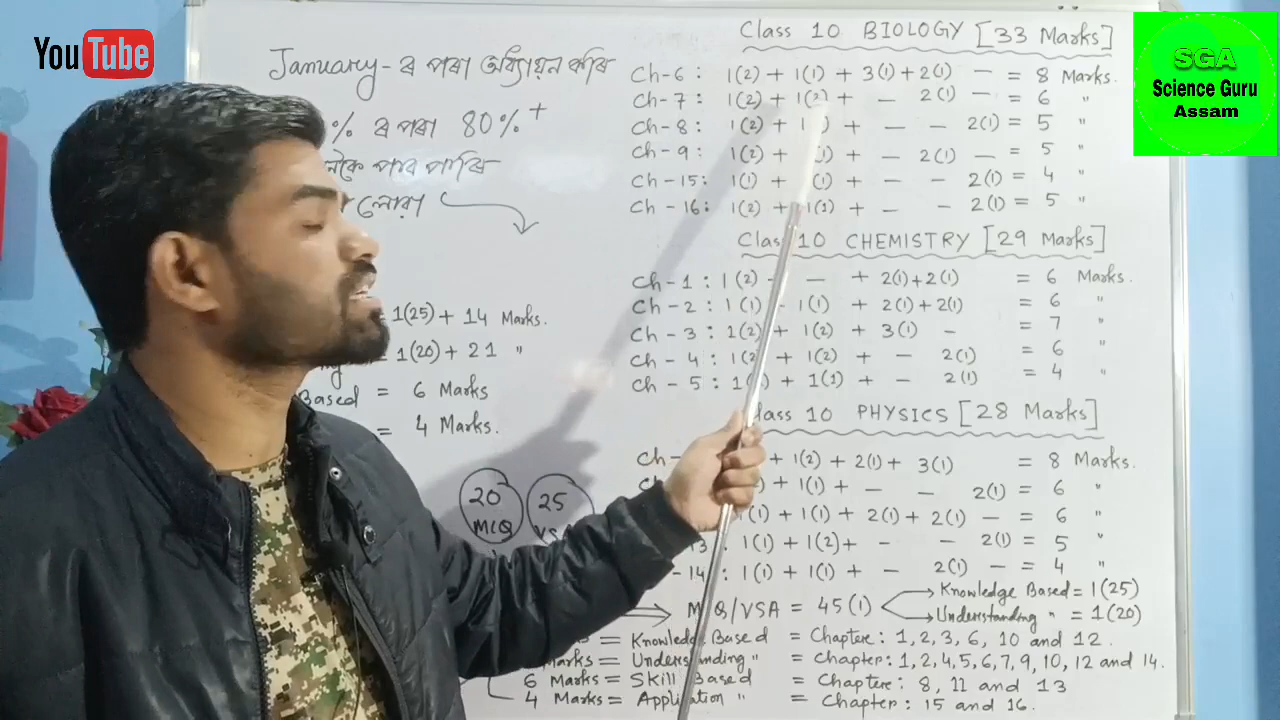 YouTube
SGA
Science Guru
Assam
January - ৰ পৰা অধ্যয়ন কৰি
% ৰ পৰা 80%+
পাব পাৰি
1(25) + 14 Marks.
1(20) + 21 "
Based = 6 Marks
= 4 Marks.
20 MCQ
25
Class 10 BIOLOGY [33 Marks]
Ch-6: 1(2) + 1(1) + 3(1) + 2(1) — = 8 Marks.
Ch-7: 1(2) + 1(2) + — 2(1) — = 6 "
Ch-8: 1(2) + 1 ) + — — 2(1) = 5 "
Ch-9: 1(2) + (1) + — 2(1) — = 5 "
Ch-15: 1(1) + (1) + — — 2(1) = 4 "
Ch-16: 1(2) + 1(1) + — — 2(1) = 5 "
Class 10 CHEMISTRY [29 Marks]
Ch-1: 1(2) — + 2(1)+2(1) = 6 Marks.
Ch-2: 1(1) 1(1) + 2(1)+2(1) = 6 "
Ch-3: 2(2) + 1(2) + 3(1) — = 7 "
Ch-4: 1(2) + 1(2) + — 2(1) = 6 "
Ch-5: 1( ) + 1(1) + — 2(1) = 4 "
Class 10 PHYSICS [28 Marks]
Ch- + 1(2) + 2(1) + 3(1) = 8 Marks.
+ 1(1) + — — 2(1) = 6 "
1(1) + 1(1) + 2(1) + 2(1) — = 6 "
13: 1(1) + 1(2)+ — — 2(1) = 5 "
-14: 1(1) + 1(1) + — 2(1) — = 4 "
/VSA = 45(1)
Knowledge Based = 1(25)
Understanding " = 1(20)
= Knowledge Based = Chapter: 1, 2, 3, 6, 10 and 12.
Marks = Understanding " = Chapter: 1, 2, 4, 5, 6, 7, 9, 10, 12 and 14.
6 Marks = Skill Based = Chapter: 8, 11 and 13
4 Marks = Application " = Chapter: 15 and 16.